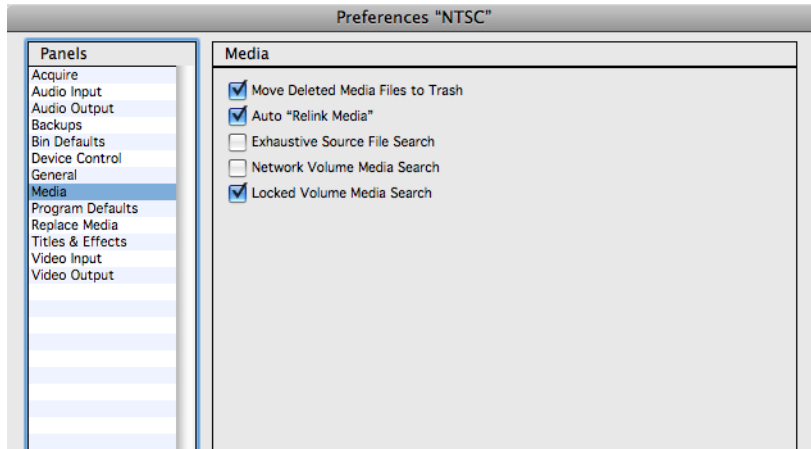 Preferences “NTSC”
Panels
Acquire
Audio Input
Audio Output
Backups
Bin Defaults
Device Control
General
Media
Program Defaults
Replace Media
Titles & Effects
Video Input
Video Output
Media
Move Deleted Media Files to Trash
Auto “Relink Media”
Exhaustive Source File Search
Network Volume Media Search
Locked Volume Media Search